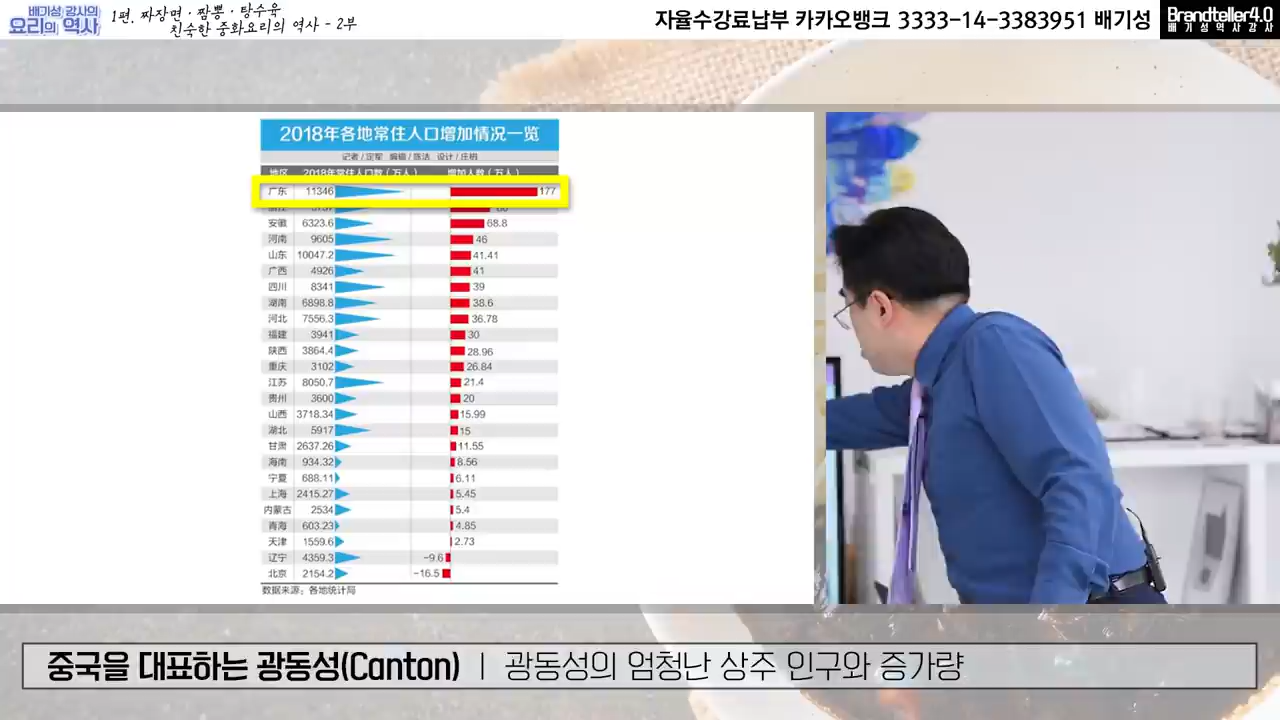 배기성 강사의
요리의 역사
1편. 짜장면·짬뽕·탕수육
친숙한 중화요리의 역사 - 2부
자율수강료납부 카카오뱅크 3333-14-3383951 배기성
Brandteller4.0
배기성역사강사
2018年各地常住人口增加情况一览
记者/定军 编辑/陈洁 设计/庄栩
地区 2018年常住人口数(万人) 增加人数(万人)
广东 11346 177
安徽 6323.6 68.8
河南 9605 46
山东 10047.2 41.41
广西 4926 41
四川 8341 39
湖南 6898.8 38.6
河北 7556.3 36.78
福建 3941 30
陕西 3864.4 28.96
重庆 3102 26.84
江苏 8050.7 21.4
贵州 3600 20
山西 3718.34 15.99
湖北 5917 15
甘肃 2637.26 11.55
海南 934.32 8.56
宁夏 688.11 6.11
上海 2415.27 5.45
内蒙古 2534 5.4
青海 603.23 4.85
天津 1559.6 2.73
辽宁 4359.3 -9.6
北京 2154.2 -16.5
数据来源：各地统计局
중국을 대표하는 광동성(Canton) | 광동성의 엄청난 상주 인구와 증가량